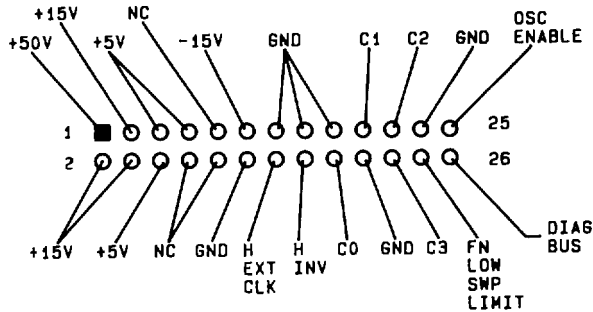 +15V NC OSC
+50V +5V -15V GND C1 C2 GND ENABLE
1 25
2 26
+15V +5V NC GND H H C0 GND C3 FN DIAG
EXT INV LOW BUS
CLK SWP
LIMIT